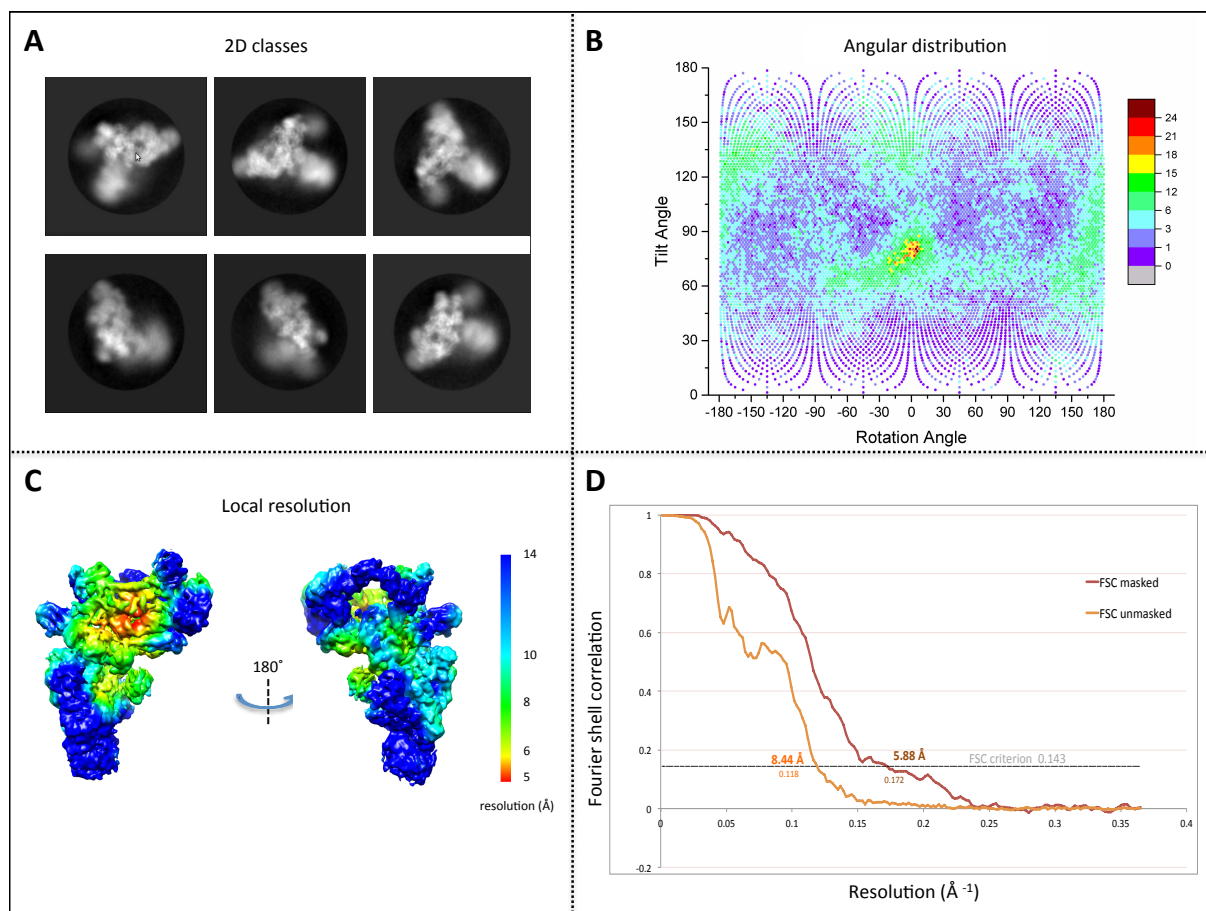 A
2D classes
B
Angular distribution
180
150
120
90
60
30
0
Tilt Angle
-180 -150 -120 -90 -60 -30 0 30 60 90 120 150 180
Rotation Angle
24
21
18
15
12
6
3
1
0
C
Local resolution
180˚
14
10
8
6
5
resolution (Å)
D
1
0.8
0.6
0.4
0.2
0
-0.2
Fourier shell correlation
FSC masked
FSC unmasked
8.44 Å
0.118
5.88 Å
0.172
FSC criterion 0.143
0 0.05 0.1 0.15 0.2 0.25 0.3 0.35 0.4
Resolution (Å -1)